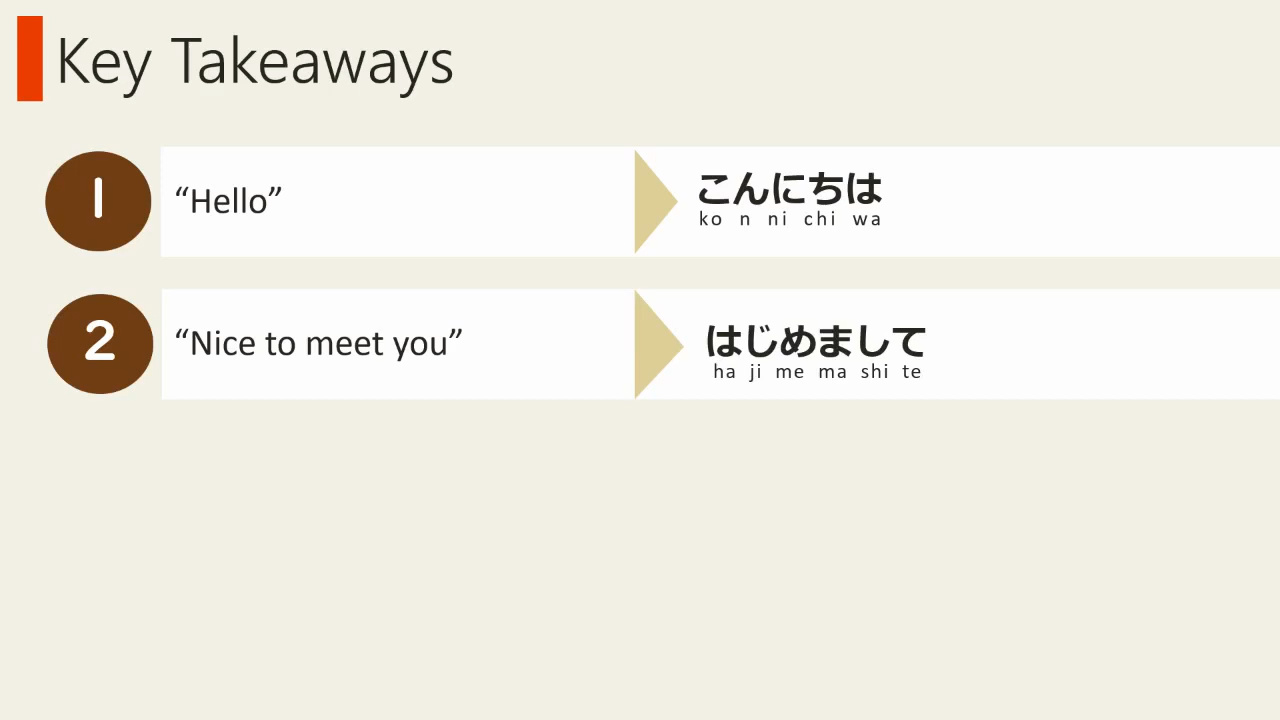 Key Takeaways
1
“Hello”
こんにちは
ko n ni chi wa
2
“Nice to meet you”
はじめまして
ha ji me ma shi te